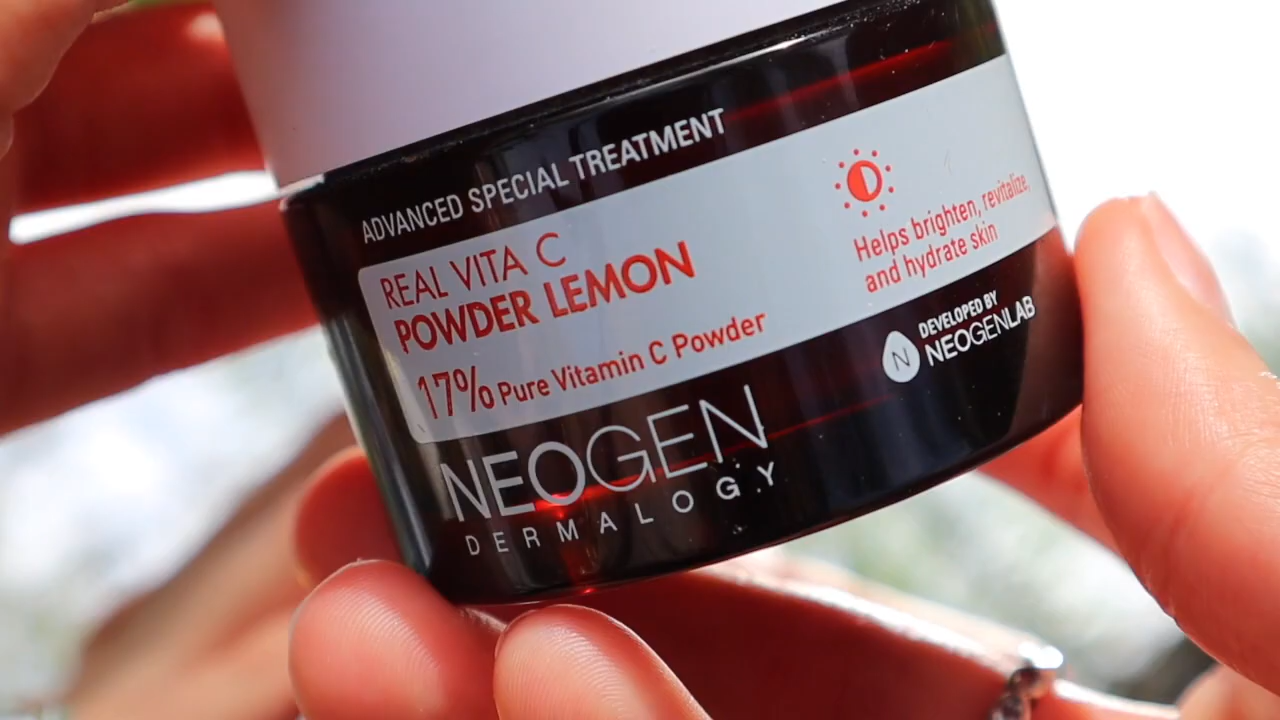 ADVANCED SPECIAL TREATMENT
REAL VITA C
POWDER LEMON
17% Pure Vitamin C Powder
Helps brighten, revitalize,
and hydrate skin
N
DEVELOPED BY
NEOGENLAB
NEOGEN
DERMALOGY